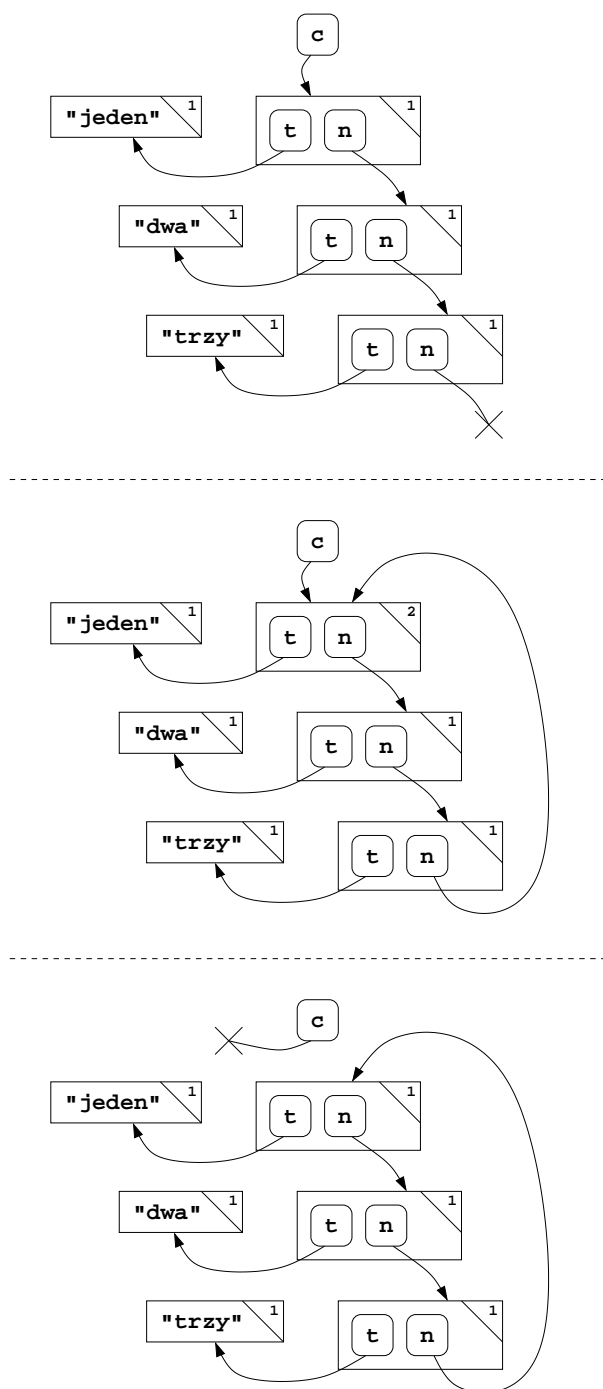 c
"jeden" 1 t n 1
"dwa" 1 t n 1
"trzy" 1 t n 1
c
"jeden" 1 t n 2
"dwa" 1 t n 1
"trzy" 1 t n 1
c
"jeden" 1 t n 1
"dwa" 1 t n 1
"trzy" 1 t n 1